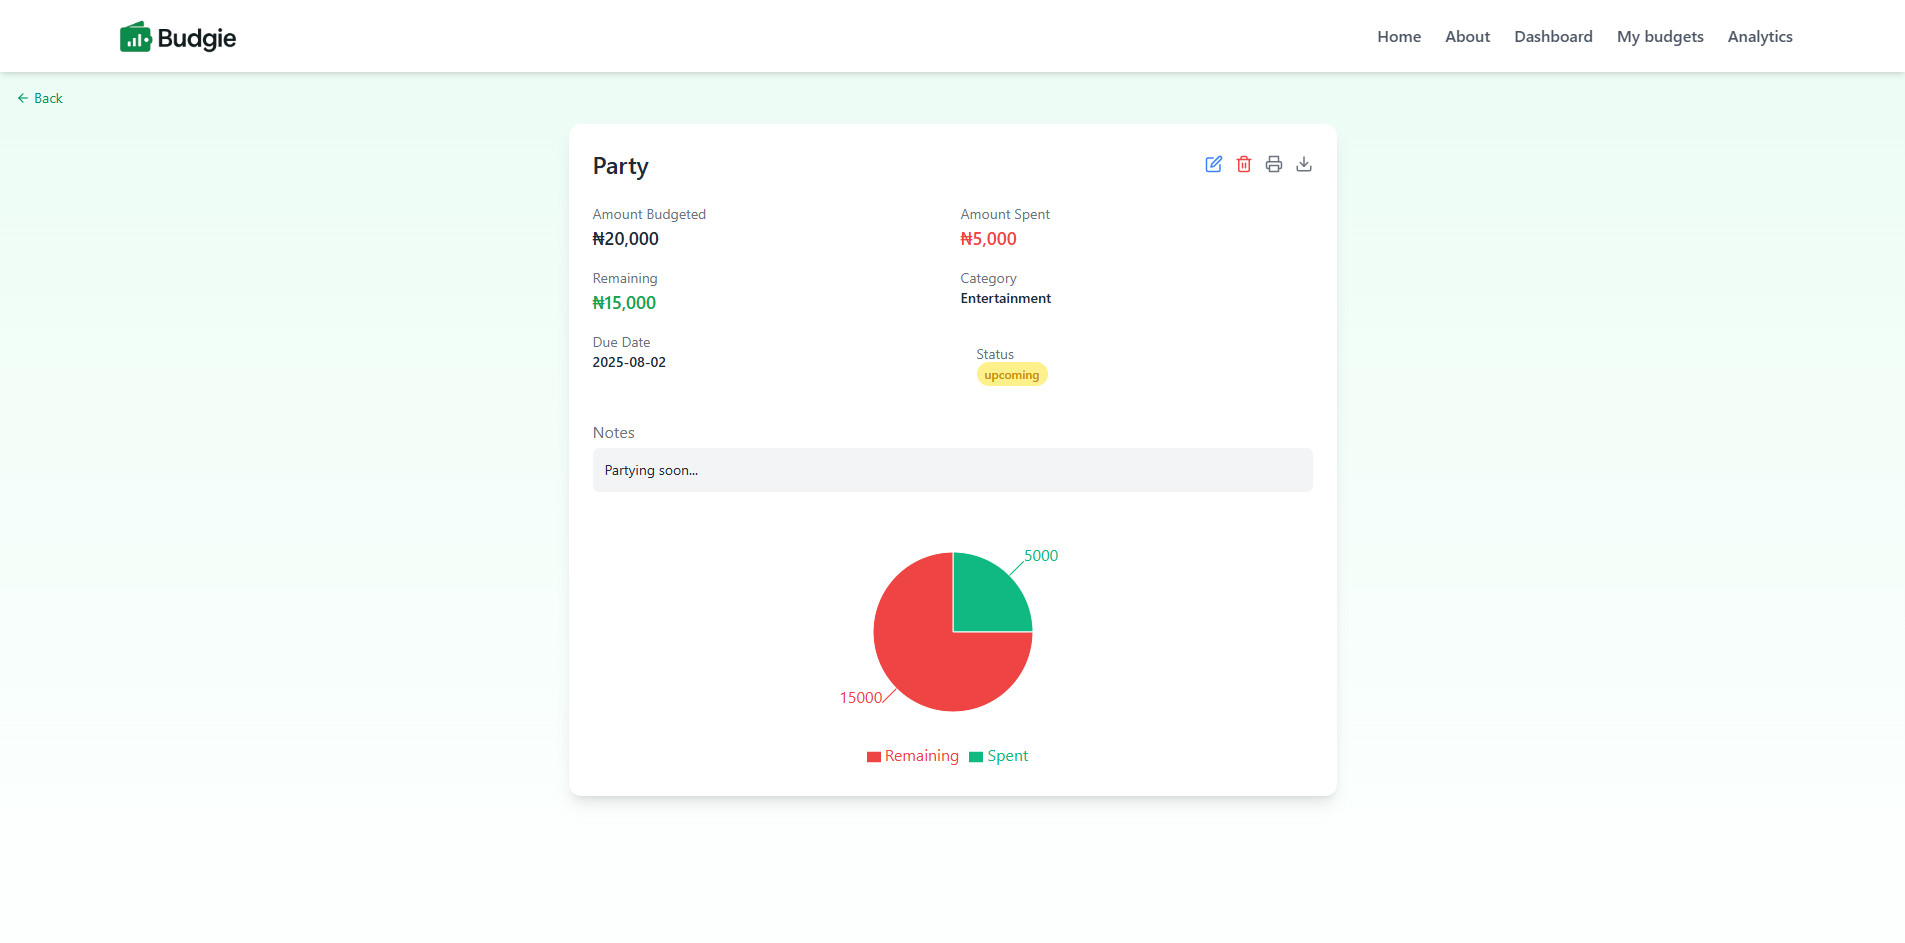 Budgie
Home About Dashboard My budgets Analytics
← Back
Party
Amount Budgeted
₦20,000
Amount Spent
₦5,000
Remaining
₦15,000
Category
Entertainment
Due Date
2025-08-02
Status
upcoming
Notes
Partying soon...
5000
15000
Remaining Spent